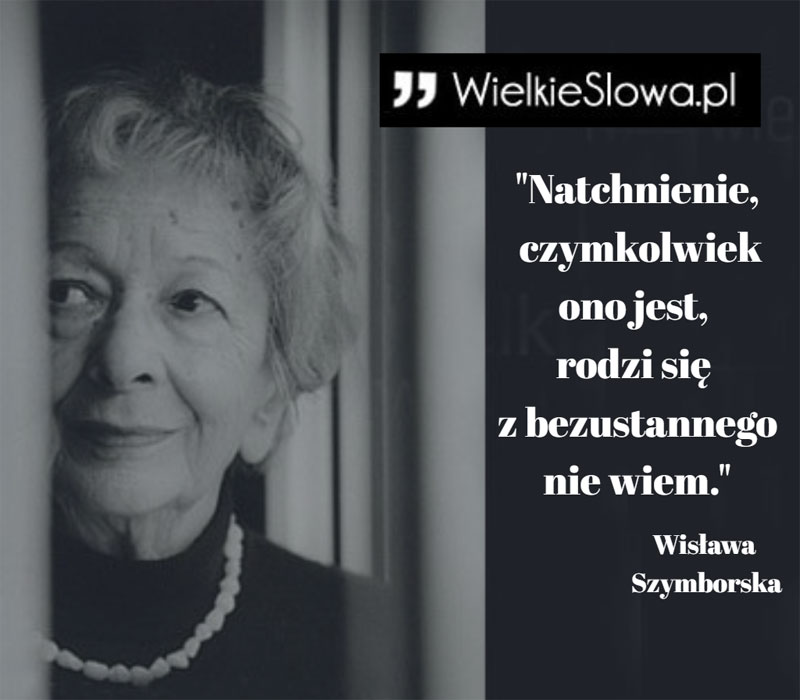 WielkieSlowa.pl
"Natchnienie,
czymkolwiek
ono jest,
rodzi się
z bezustannego
nie wiem."
Wisława
Szymborska